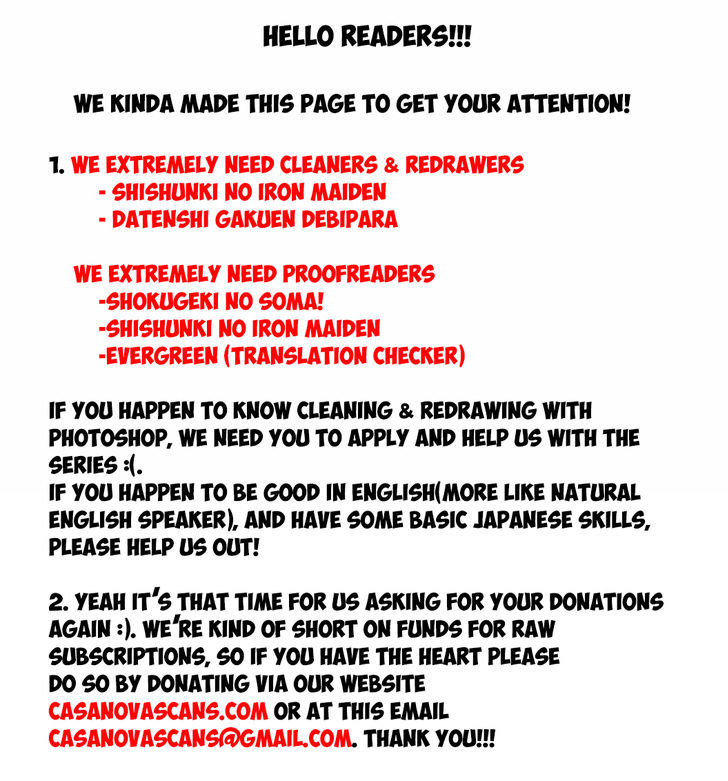 HELLO READERS!!!
WE KINDA MADE THIS PAGE TO GET YOUR ATTENTION!
1. WE EXTREMELY NEED CLEANERS & REDRAWERS
- SHISHUNKI NO IRON MAIDEN
- DATENSHI GAKUEN DEBIPARA
WE EXTREMELY NEED PROOFREADERS
-SHOKUGEKI NO SOMA!
-SHISHUNKI NO IRON MAIDEN
-EVERGREEN (TRANSLATION CHECKER)
IF YOU HAPPEN TO KNOW CLEANING & REDRAWING WITH
PHOTOSHOP, WE NEED YOU TO APPLY AND HELP US WITH THE
SERIES :(.
IF YOU HAPPEN TO BE GOOD IN ENGLISH(MORE LIKE NATURAL
ENGLISH SPEAKER), AND HAVE SOME BASIC JAPANESE SKILLS,
PLEASE HELP US OUT!
2. YEAH IT'S THAT TIME FOR US ASKING FOR YOUR DONATIONS
AGAIN :). WE'RE KIND OF SHORT ON FUNDS FOR RAW
SUBSCRIPTIONS, SO IF YOU HAVE THE HEART PLEASE
DO SO BY DONATING VIA OUR WEBSITE
CASANOVASCANS.COM OR AT THIS EMAIL
CASANOVASCANS@GMAIL.COM. THANK YOU!!!